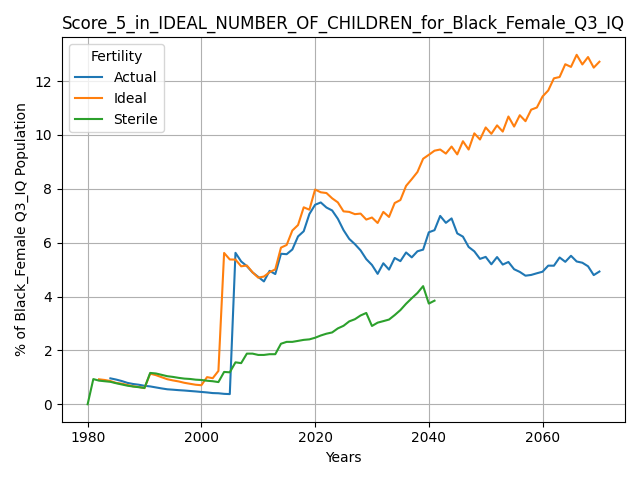 Score_5_in_IDEAL_NUMBER_OF_CHILDREN_for_Black_Female_Q3_IQ
Fertility
Actual
Ideal
Sterile
% of Black_Female Q3_IQ Population
12
10
8
6
4
2
0
1980
2000
2020
2040
2060
Years